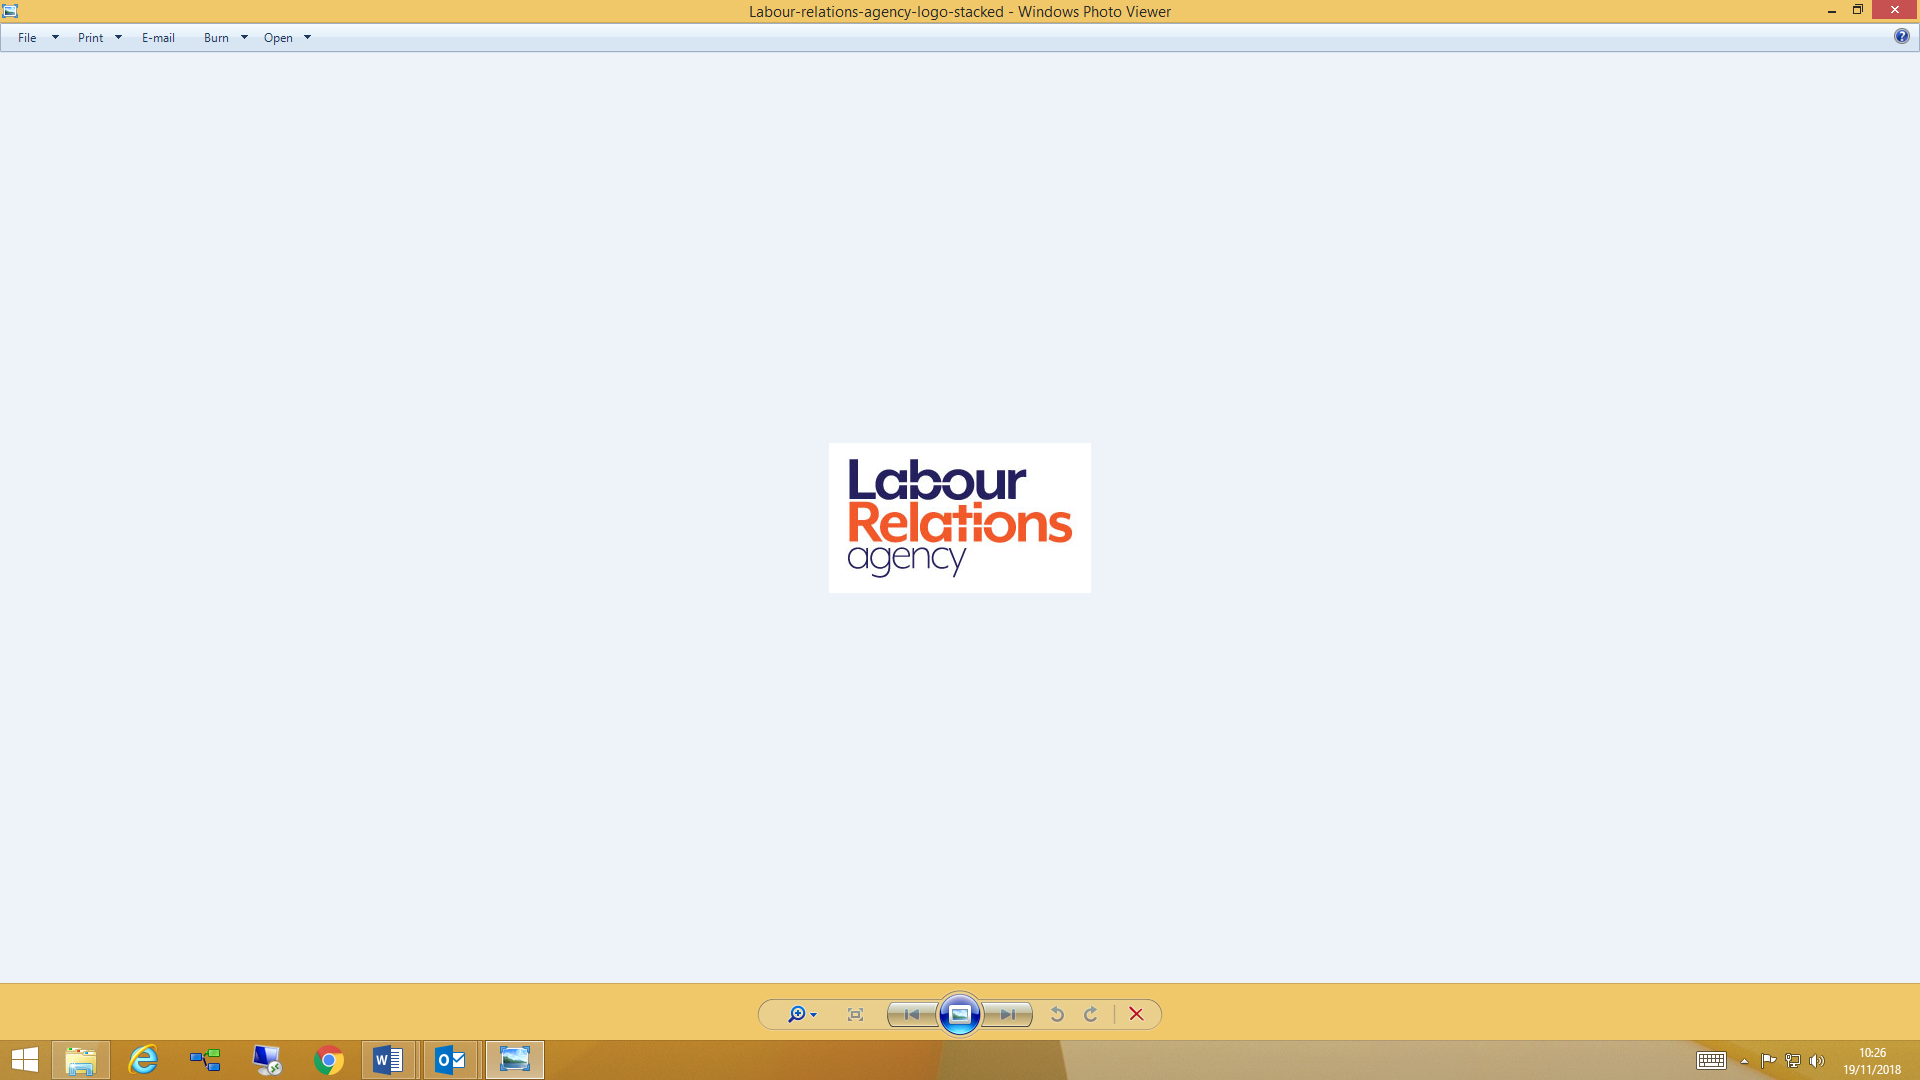 Labour-relations-agency-logo-stacked - Windows Photo Viewer
File Print E-mail Burn Open
Labour
Relations
agency
10:26
19/11/2018